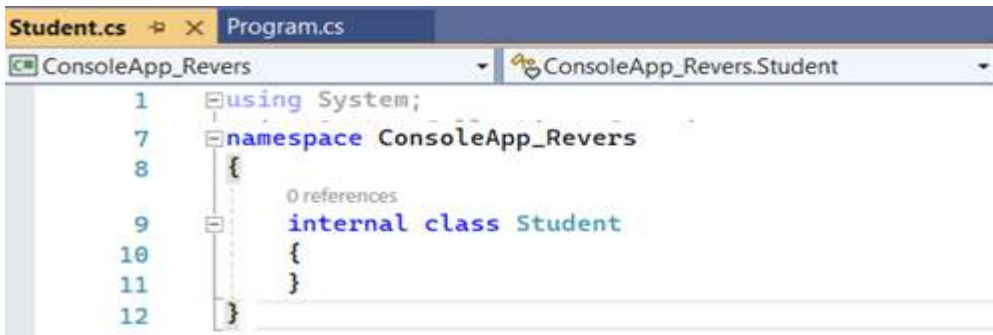 Student.cs Program.cs
ConsoleApp_Revers ConsoleApp_Revers.Student
1 using System;
7 namespace ConsoleApp_Revers
8 {
0 references
9 internal class Student
10 {
11 }
12 }